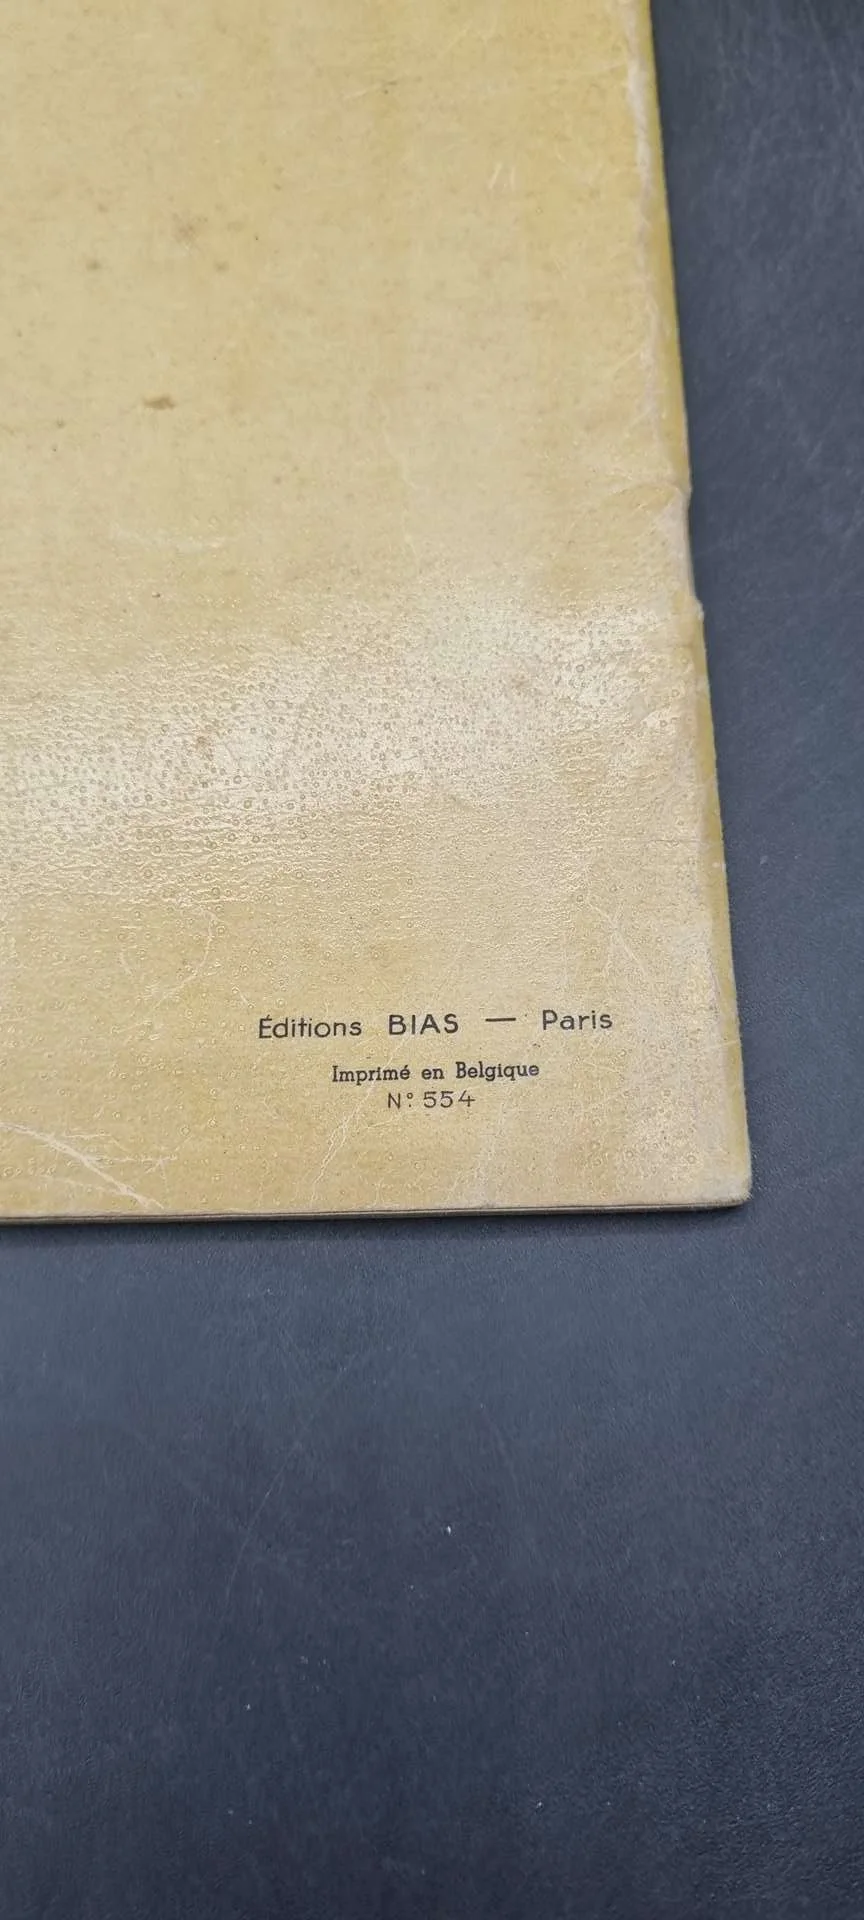 Éditions BIAS — Paris
Imprimé en Belgique
N° 554